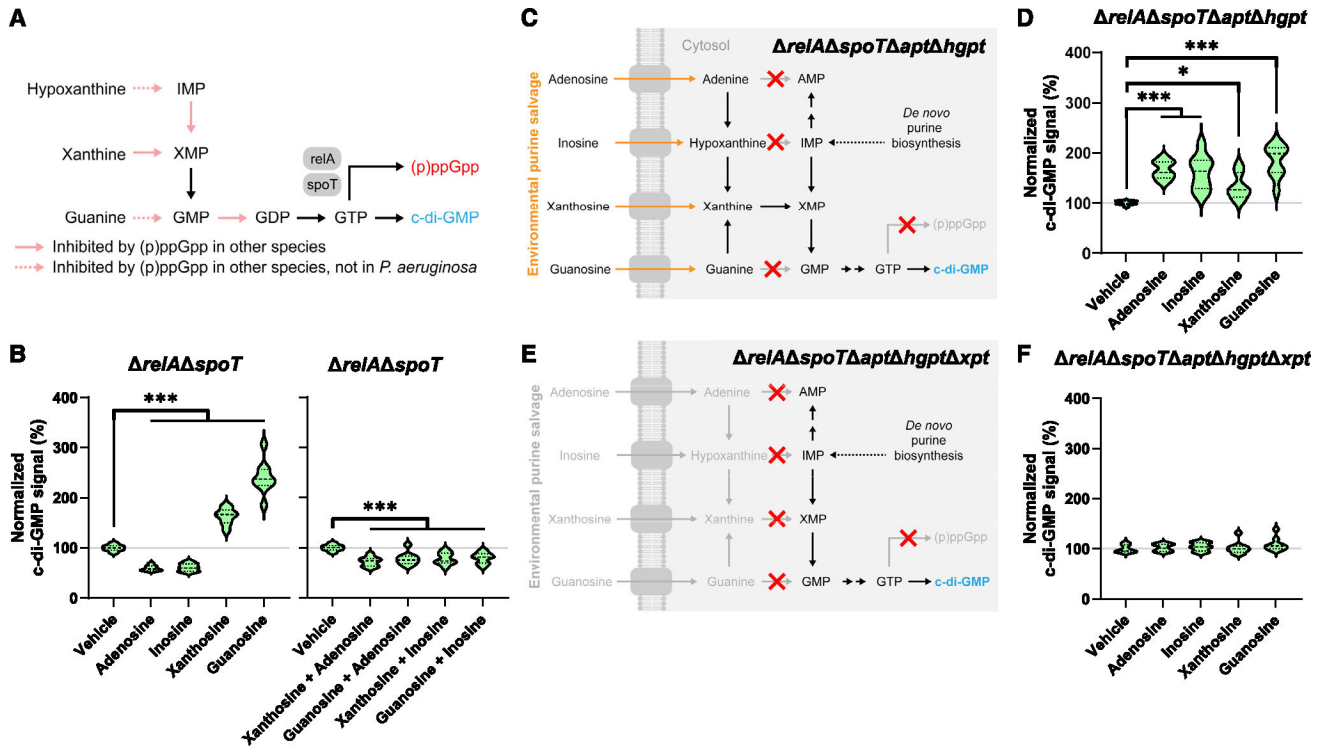 A
Hypoxanthine
IMP
Xanthine
XMP
relA
spoT
(p)ppGpp
Guanine
GMP
GDP
GTP
c-di-GMP
Inhibited by (p)ppGpp in other species
Inhibited by (p)ppGpp in other species, not in P. aeruginosa
B
ΔrelAΔspoT
ΔrelAΔspoT
Normalized
c-di-GMP signal (%)
400
300
200
100
0
***
***
Vehicle
Adenosine
Inosine
Xanthosine
Guanosine
Vehicle
Xanthosine + Adenosine
Guanosine + Adenosine
Xanthosine + Inosine
Guanosine + Inosine
C
Cytosol
ΔrelAΔspoTΔaptΔhgpt
Environmental purine salvage
Adenosine
Adenine
AMP
De novo
purine
biosynthesis
Inosine
Hypoxanthine
IMP
Xanthosine
Xanthine
XMP
(p)ppGpp
Guanosine
Guanine
GMP
GTP
c-di-GMP
D
ΔrelAΔspoTΔaptΔhgpt
Normalized
c-di-GMP signal (%)
400
300
200
100
0
***
*
***
Vehicle
Adenosine
Inosine
Xanthosine
Guanosine
E
ΔrelAΔspoTΔaptΔhgptΔxpt
Environmental purine salvage
Adenosine
Adenine
AMP
De novo
purine
biosynthesis
Inosine
Hypoxanthine
IMP
Xanthosine
Xanthine
XMP
(p)ppGpp
Guanosine
Guanine
GMP
GTP
c-di-GMP
F
ΔrelAΔspoTΔaptΔhgptΔxpt
Normalized
c-di-GMP signal (%)
400
300
200
100
0
Vehicle
Adenosine
Inosine
Xanthosine
Guanosine